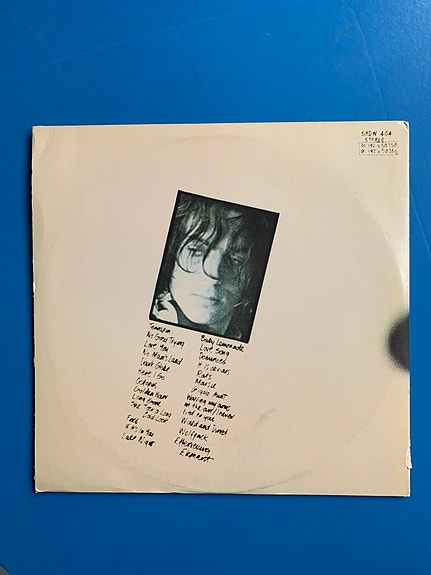 SHDW 404
STEREO
Terrapin
No Good Trying
Love You
No Man's Land
Dark Globe
Here I Go
Octopus
Golden Hair
Long Gone
She Took a Long
Cold Look
Feel
If its In You
Late Night
Baby Lemonade
Love Song
Dominoes
It is obvious
Rats
Maisie
Gigolo Aunt
Waving my arms
in the air/I never
lied to you
Wined and Dined
Wolfpack
Effervescing
Elephant